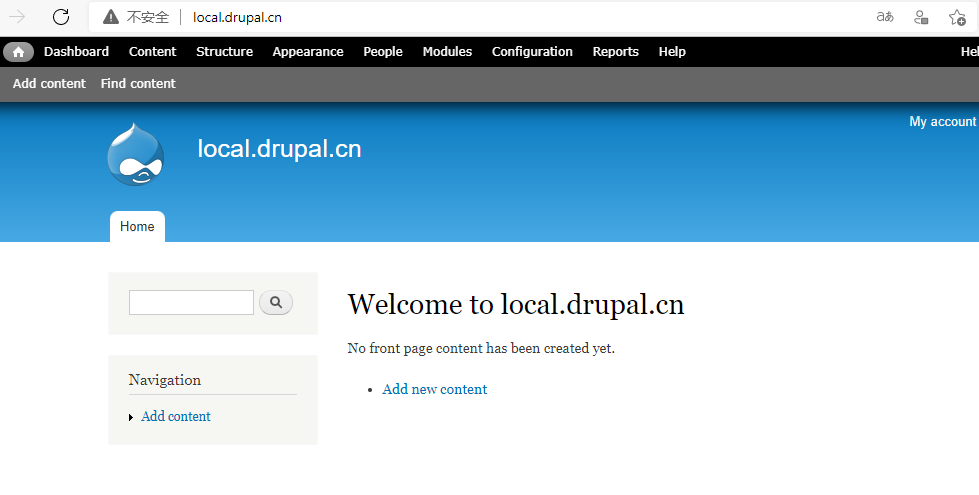 不安全 local.drupal.cn aあ
Dashboard Content Structure Appearance People Modules Configuration Reports Help
Add content Find content
My account
local.drupal.cn
Home
Welcome to local.drupal.cn
No front page content has been created yet.
Add new content
Navigation
Add content